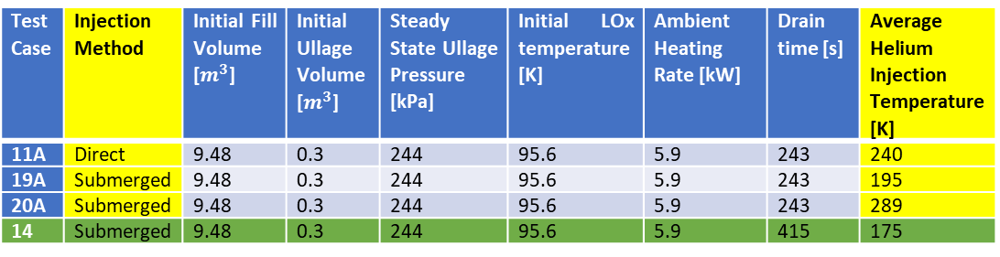 Test Case | Injection Method | Initial Fill Volume [m³] | Initial Ullage Volume [m³] | Steady State Ullage Pressure [kPa] | Initial LOx temperature [K] | Ambient Heating Rate [kW] | Drain time [s] | Average Helium Injection Temperature [K]
11A | Direct | 9.48 | 0.3 | 244 | 95.6 | 5.9 | 243 | 240
19A | Submerged | 9.48 | 0.3 | 244 | 95.6 | 5.9 | 243 | 195
20A | Submerged | 9.48 | 0.3 | 244 | 95.6 | 5.9 | 243 | 289
14 | Submerged | 9.48 | 0.3 | 244 | 95.6 | 5.9 | 415 | 175